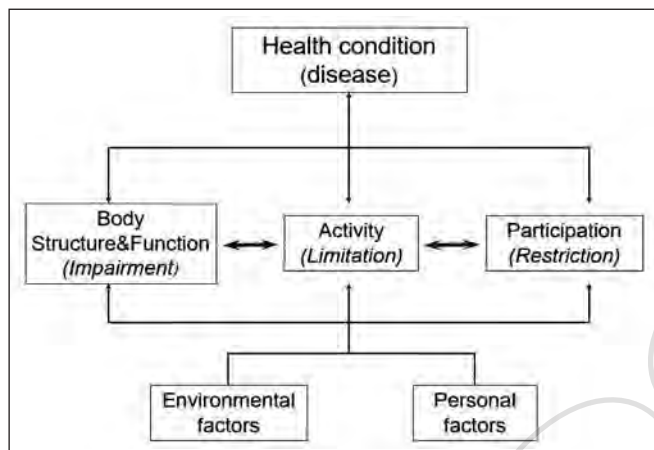 Health condition
(disease)
Body
Structure&Function
(Impairment)
Activity
(Limitation)
Participation
(Restriction)
Environmental
factors
Personal
factors